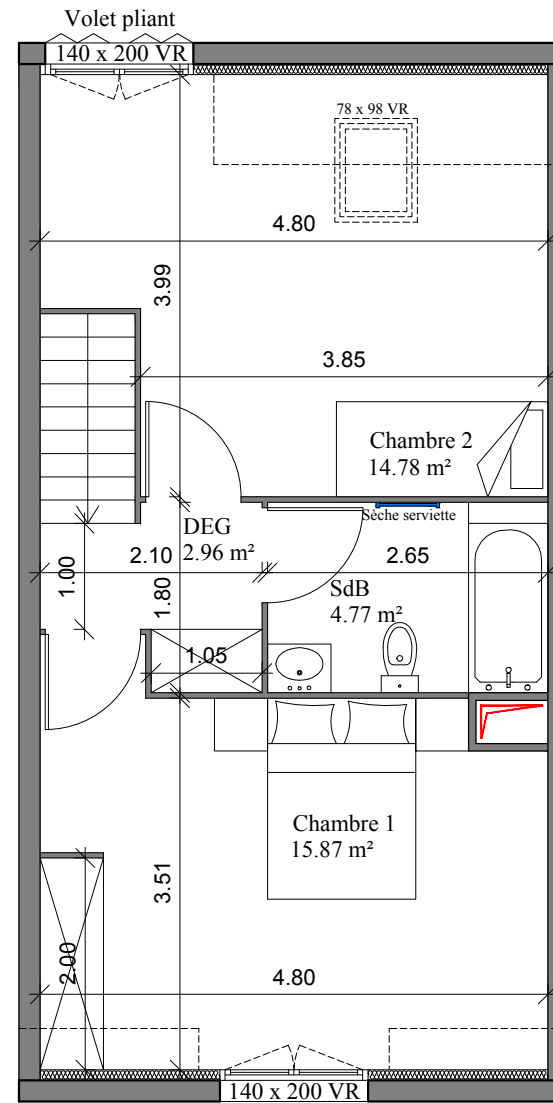 Volet pliant
140 x 200 VR
78 x 98 VR
4.80
3.99
3.85
Chambre 2
14.78 m²
Sèche serviette
DEG
2.96 m²
2.10
2.65
1.00
1.80
SdB
4.77 m²
1.05
Chambre 1
15.87 m²
3.51
2.00
4.80
140 x 200 VR